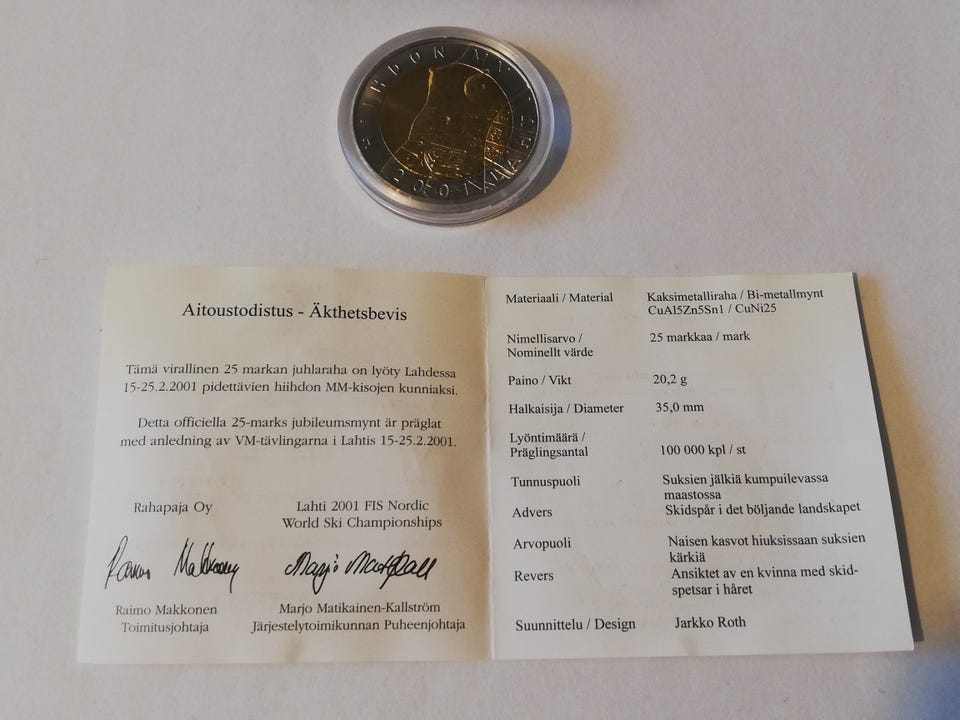 HIIHDON MM
LAHTI
2001
Aitoustodistus - Äkthetsbevis
Tämä virallinen 25 markan juhlaraha on lyöty Lahdessa
15-25.2.2001 pidettävien hiihdon MM-kisojen kunniaksi.
Detta officiella 25-marks jubileumsmynt är präglat
med anledning av VM-tävlingarna i Lahtis 15-25.2.2001.
Rahapaja Oy
Raimo Makkonen
Toimitusjohtaja
Lahti 2001 FIS Nordic
World Ski Championships
Marjo Matikainen-Kallström
Järjestelytoimikunnan Puheenjohtaja
Materiaali / Material Kaksimetalliraha / Bi-metallmynt
CuAl5Zn5Sn1 / CuNi25
Nimellisarvo / 25 markkaa / mark
Nominellt värde
Paino / Vikt 20,2 g
Halkaisija / Diameter 35,0 mm
Lyöntimäärä /
Präglingsantal 100 000 kpl / st
Tunnuspuoli Suksien jälkiä kumpuilevassa
maastossa
Advers Skidspår i det böljande landskapet
Arvopuoli Naisen kasvot hiuksissaan suksien
kärkiä
Revers Ansiktet av en kvinna med skid-
spetsar i håret
Suunnittelu / Design Jarkko Roth